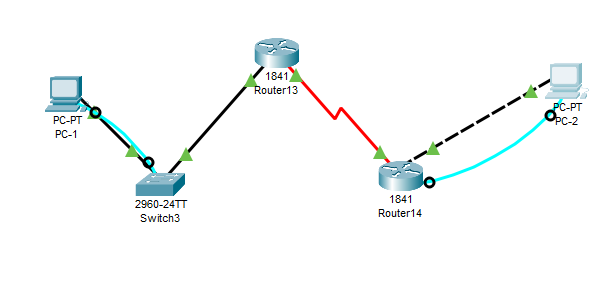 1841
Router13
PC-PT
PC-1
PC-PT
PC-2
2960-24TT
Switch3
1841
Router14